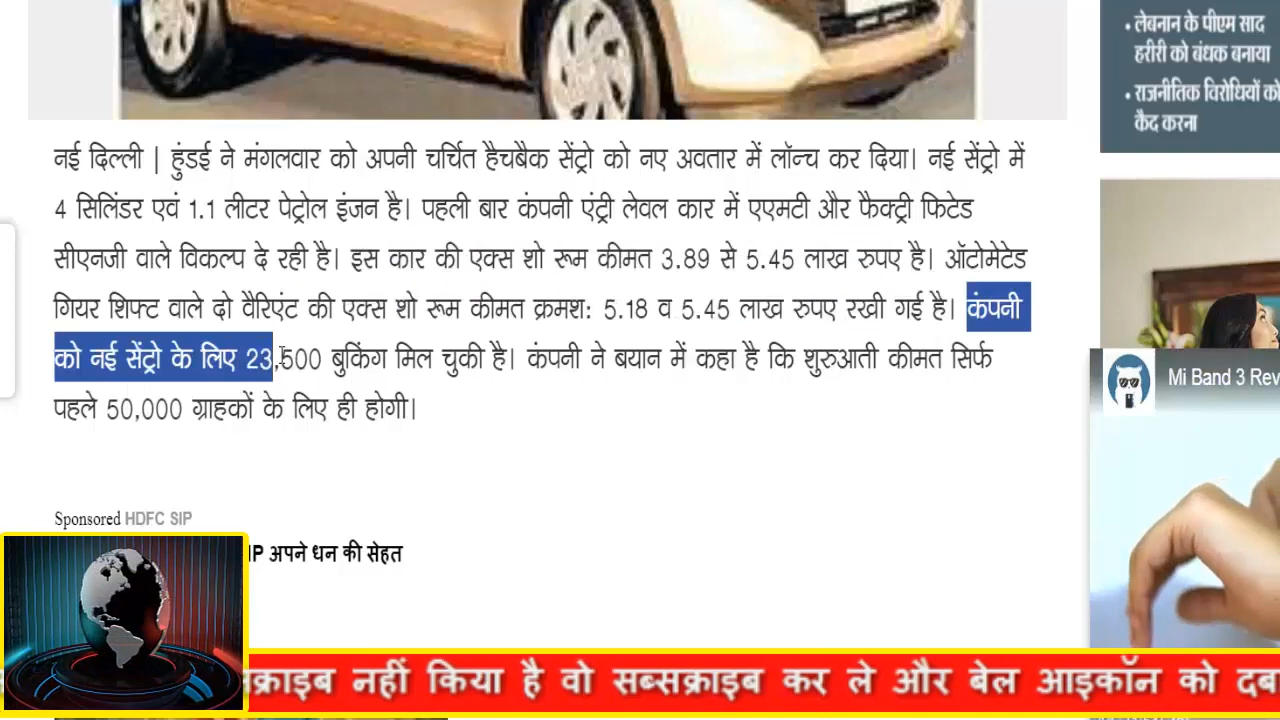 • लेबनान के पीएम साद
हरीरी को बंधक बनाया
• राजनीतिक विरोधियों को
कैद करना
नई दिल्ली | हुंडई ने मंगलवार को अपनी चर्चित हैचबैक सेंट्रो को नए अवतार में लॉन्च कर दिया। नई सेंट्रो में
4 सिलिंडर एवं 1.1 लीटर पेट्रोल इंजन है। पहली बार कंपनी एंट्री लेवल कार में एएमटी और फैक्ट्री फिटेड
सीएनजी वाले विकल्प दे रही है। इस कार की एक्स शो रूम कीमत 3.89 से 5.45 लाख रुपए है। ऑटोमेटेड
गियर शिफ्ट वाले दो वैरिएंट की एक्स शो रूम कीमत क्रमश: 5.18 व 5.45 लाख रुपए रखी गई है। कंपनी
को नई सेंट्रो के लिए 23,500 बुकिंग मिल चुकी है। कंपनी ने बयान में कहा है कि शुरुआती कीमत सिर्फ
पहले 50,000 ग्राहकों के लिए ही होगी।
Mi Band 3 Rev
Sponsored HDFC SIP
IP अपने धन की सेहत
सक्राइब नहीं किया है वो सब्सक्राइब कर ले और बेल आइकॉन को दबा